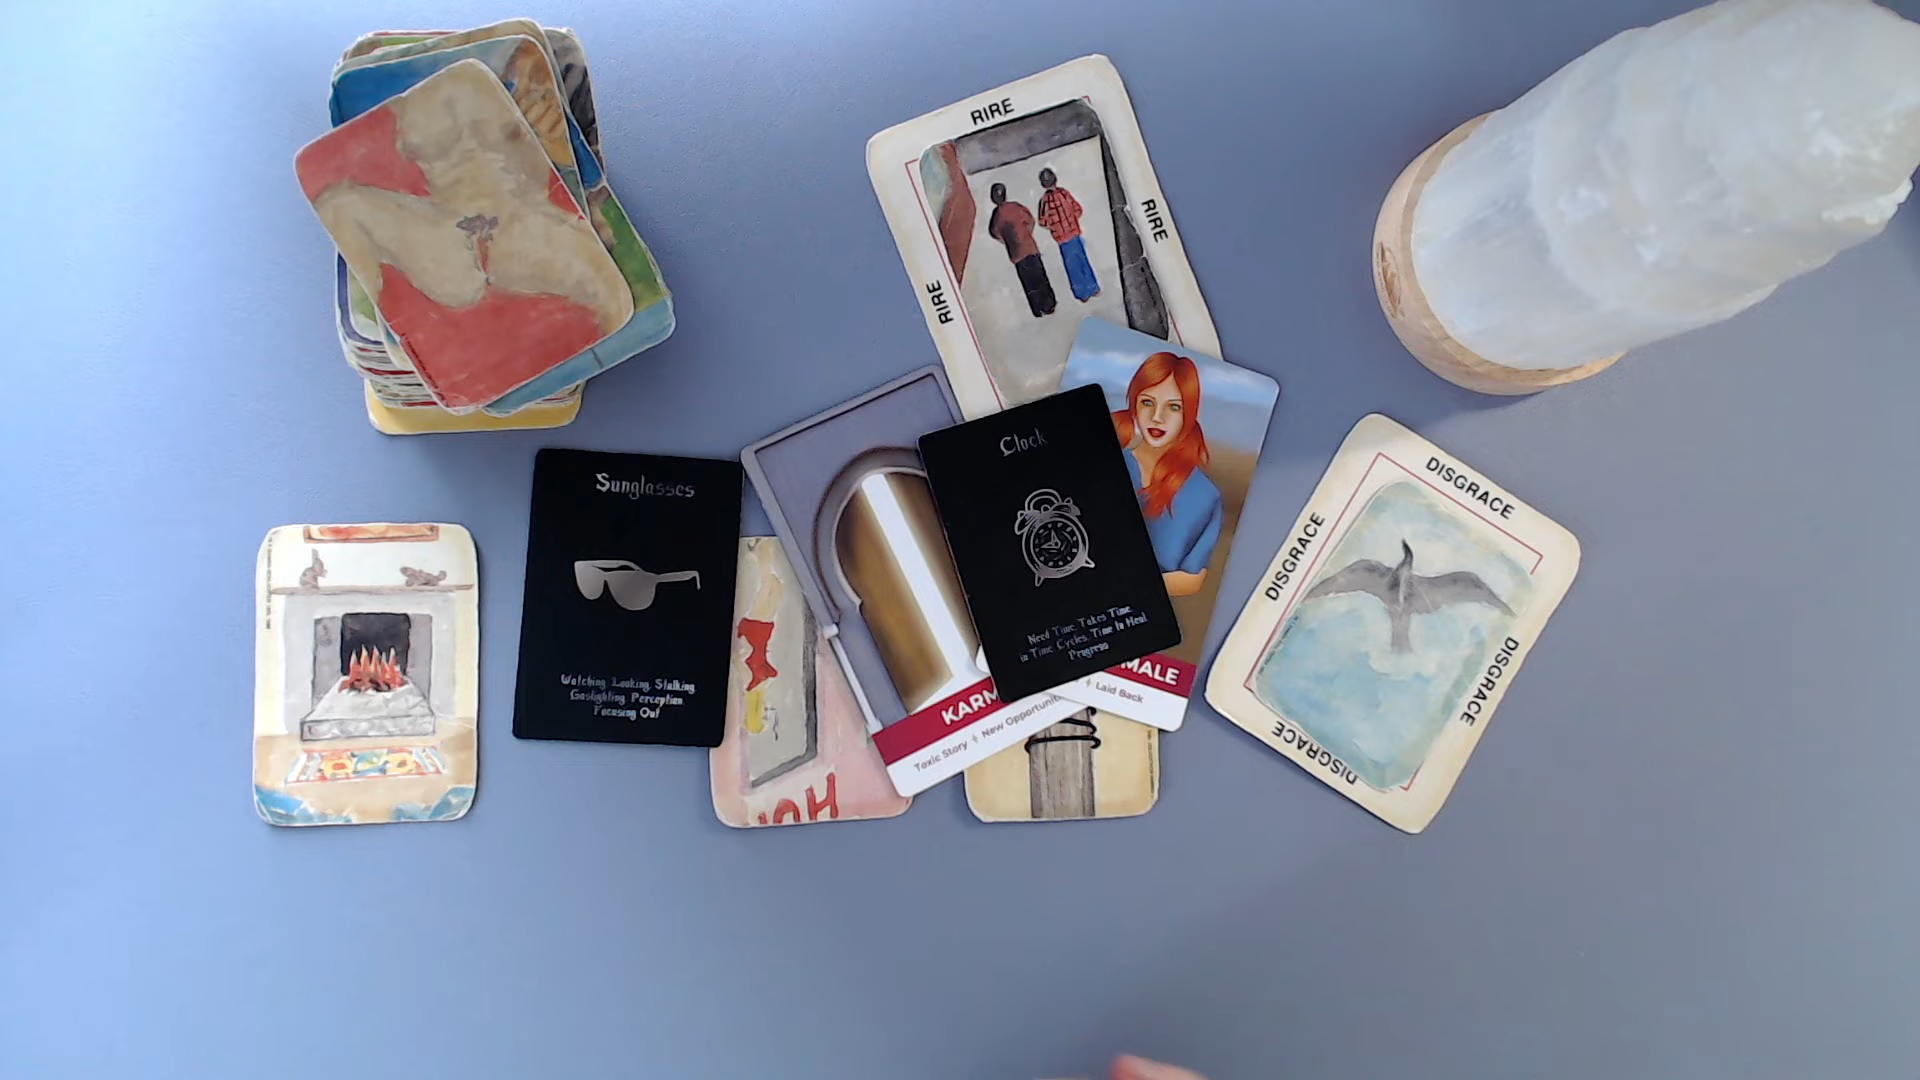 RIRE
RIRE
RIRE
Clock
Need Time, Takes Time
in Time, Cycles, Time to Heal
Progress
Sunglasses
Watching, Looking, Stalking,
Gaslighting, Perception
Focusing Out
KARM
Toxic Story + New Opportuniti
MALE
+ Laid Back
DISGRACE
DISGRACE
DISGRACE
DISGRACE